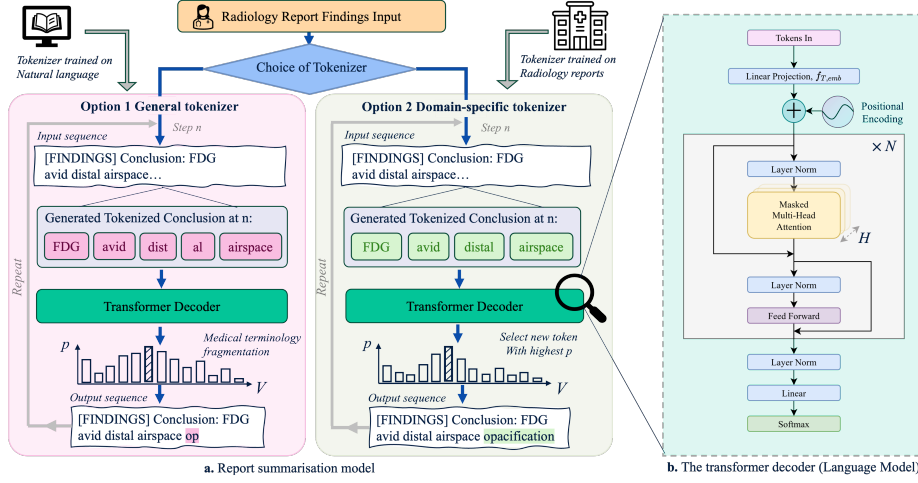 Radiology Report Findings Input
Tokenizer trained on
Natural language
Choice of Tokenizer
Tokenizer trained on
Radiology reports
Option 1 General tokenizer
Step n
Input sequence
[FINDINGS] Conclusion: FDG
avid distal airspace…
Generated Tokenized Conclusion at n:
FDG avid dist al airspace
Transformer Decoder
Repeat
Medical terminology
fragmentation
p
V
Output sequence
[FINDINGS] Conclusion: FDG
avid distal airspace op
Option 2 Domain-specific tokenizer
Step n
Input sequence
[FINDINGS] Conclusion: FDG
avid distal airspace…
Generated Tokenized Conclusion at n:
FDG avid distal airspace
Transformer Decoder
Repeat
Select new token
With highest p
p
V
Output sequence
[FINDINGS] Conclusion: FDG
avid distal airspace opacification
a. Report summarisation model
Tokens In
Linear Projection, f_{T,emb}
+
Positional
Encoding
× N
Layer Norm
Masked
Multi-Head
Attention
H
Layer Norm
Feed Forward
Layer Norm
Linear
Softmax
b. The transformer decoder (Language Model)